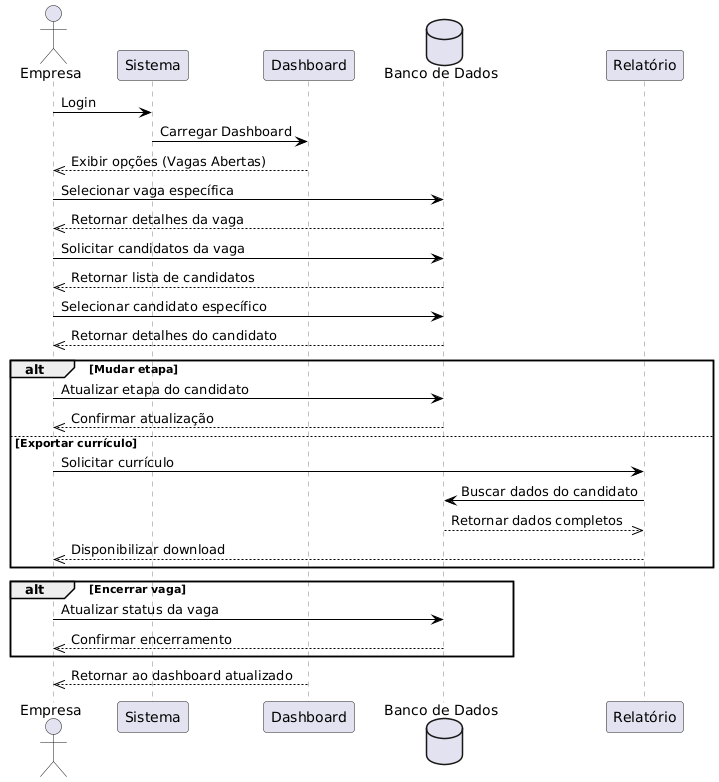 Empresa
Sistema
Dashboard
Banco de Dados
Relatório
Login
Carregar Dashboard
Exibir opções (Vagas Abertas)
Selecionar vaga específica
Retornar detalhes da vaga
Solicitar candidatos da vaga
Retornar lista de candidatos
Selecionar candidato específico
Retornar detalhes do candidato
alt [Mudar etapa]
Atualizar etapa do candidato
Confirmar atualização
[Exportar currículo]
Solicitar currículo
Buscar dados do candidato
Retornar dados completos
Disponibilizar download
alt [Encerrar vaga]
Atualizar status da vaga
Confirmar encerramento
Retornar ao dashboard atualizado
Empresa
Sistema
Dashboard
Banco de Dados
Relatório